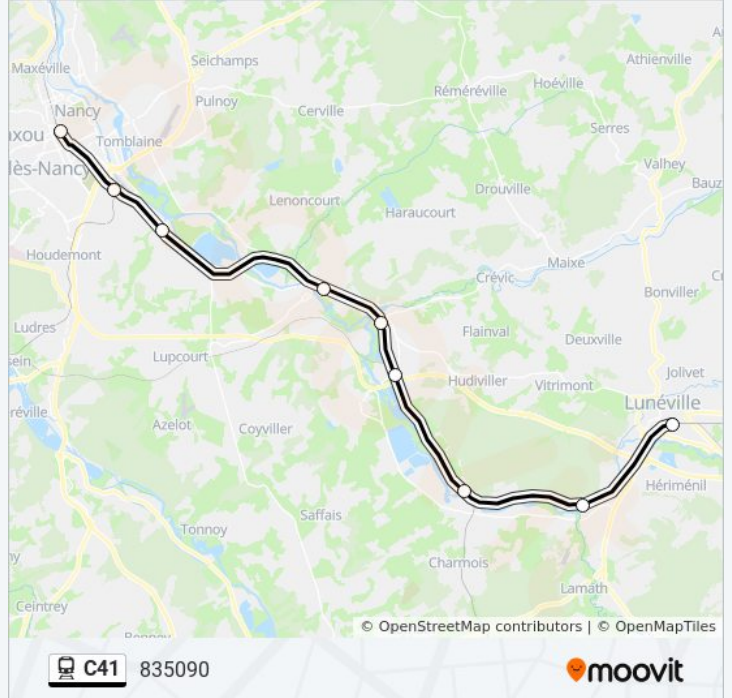 Athienville
Seichamps
Maxéville
Hoéville
Réméréville
Pulnoy
Nancy
Cerville
Serres
xou
Tomblaine
Valhey
lès-Nancy
Bauz
Drouville
Lenoncourt
Haraucourt
Houdemont
Maixe
Crévic
Bonviller
Ludres
Flainval
Deuxville
sein
Lupcourt
Jolivet
Hudiviller
Vitrimont
Lunéville
réville
Azelot
Coyviller
Hériménil
Saffais
Tonnoy
Charmois
Lamath
Ceintrey
© OpenStreetMap contributors | © OpenMapTiles
C41 835090
moovit